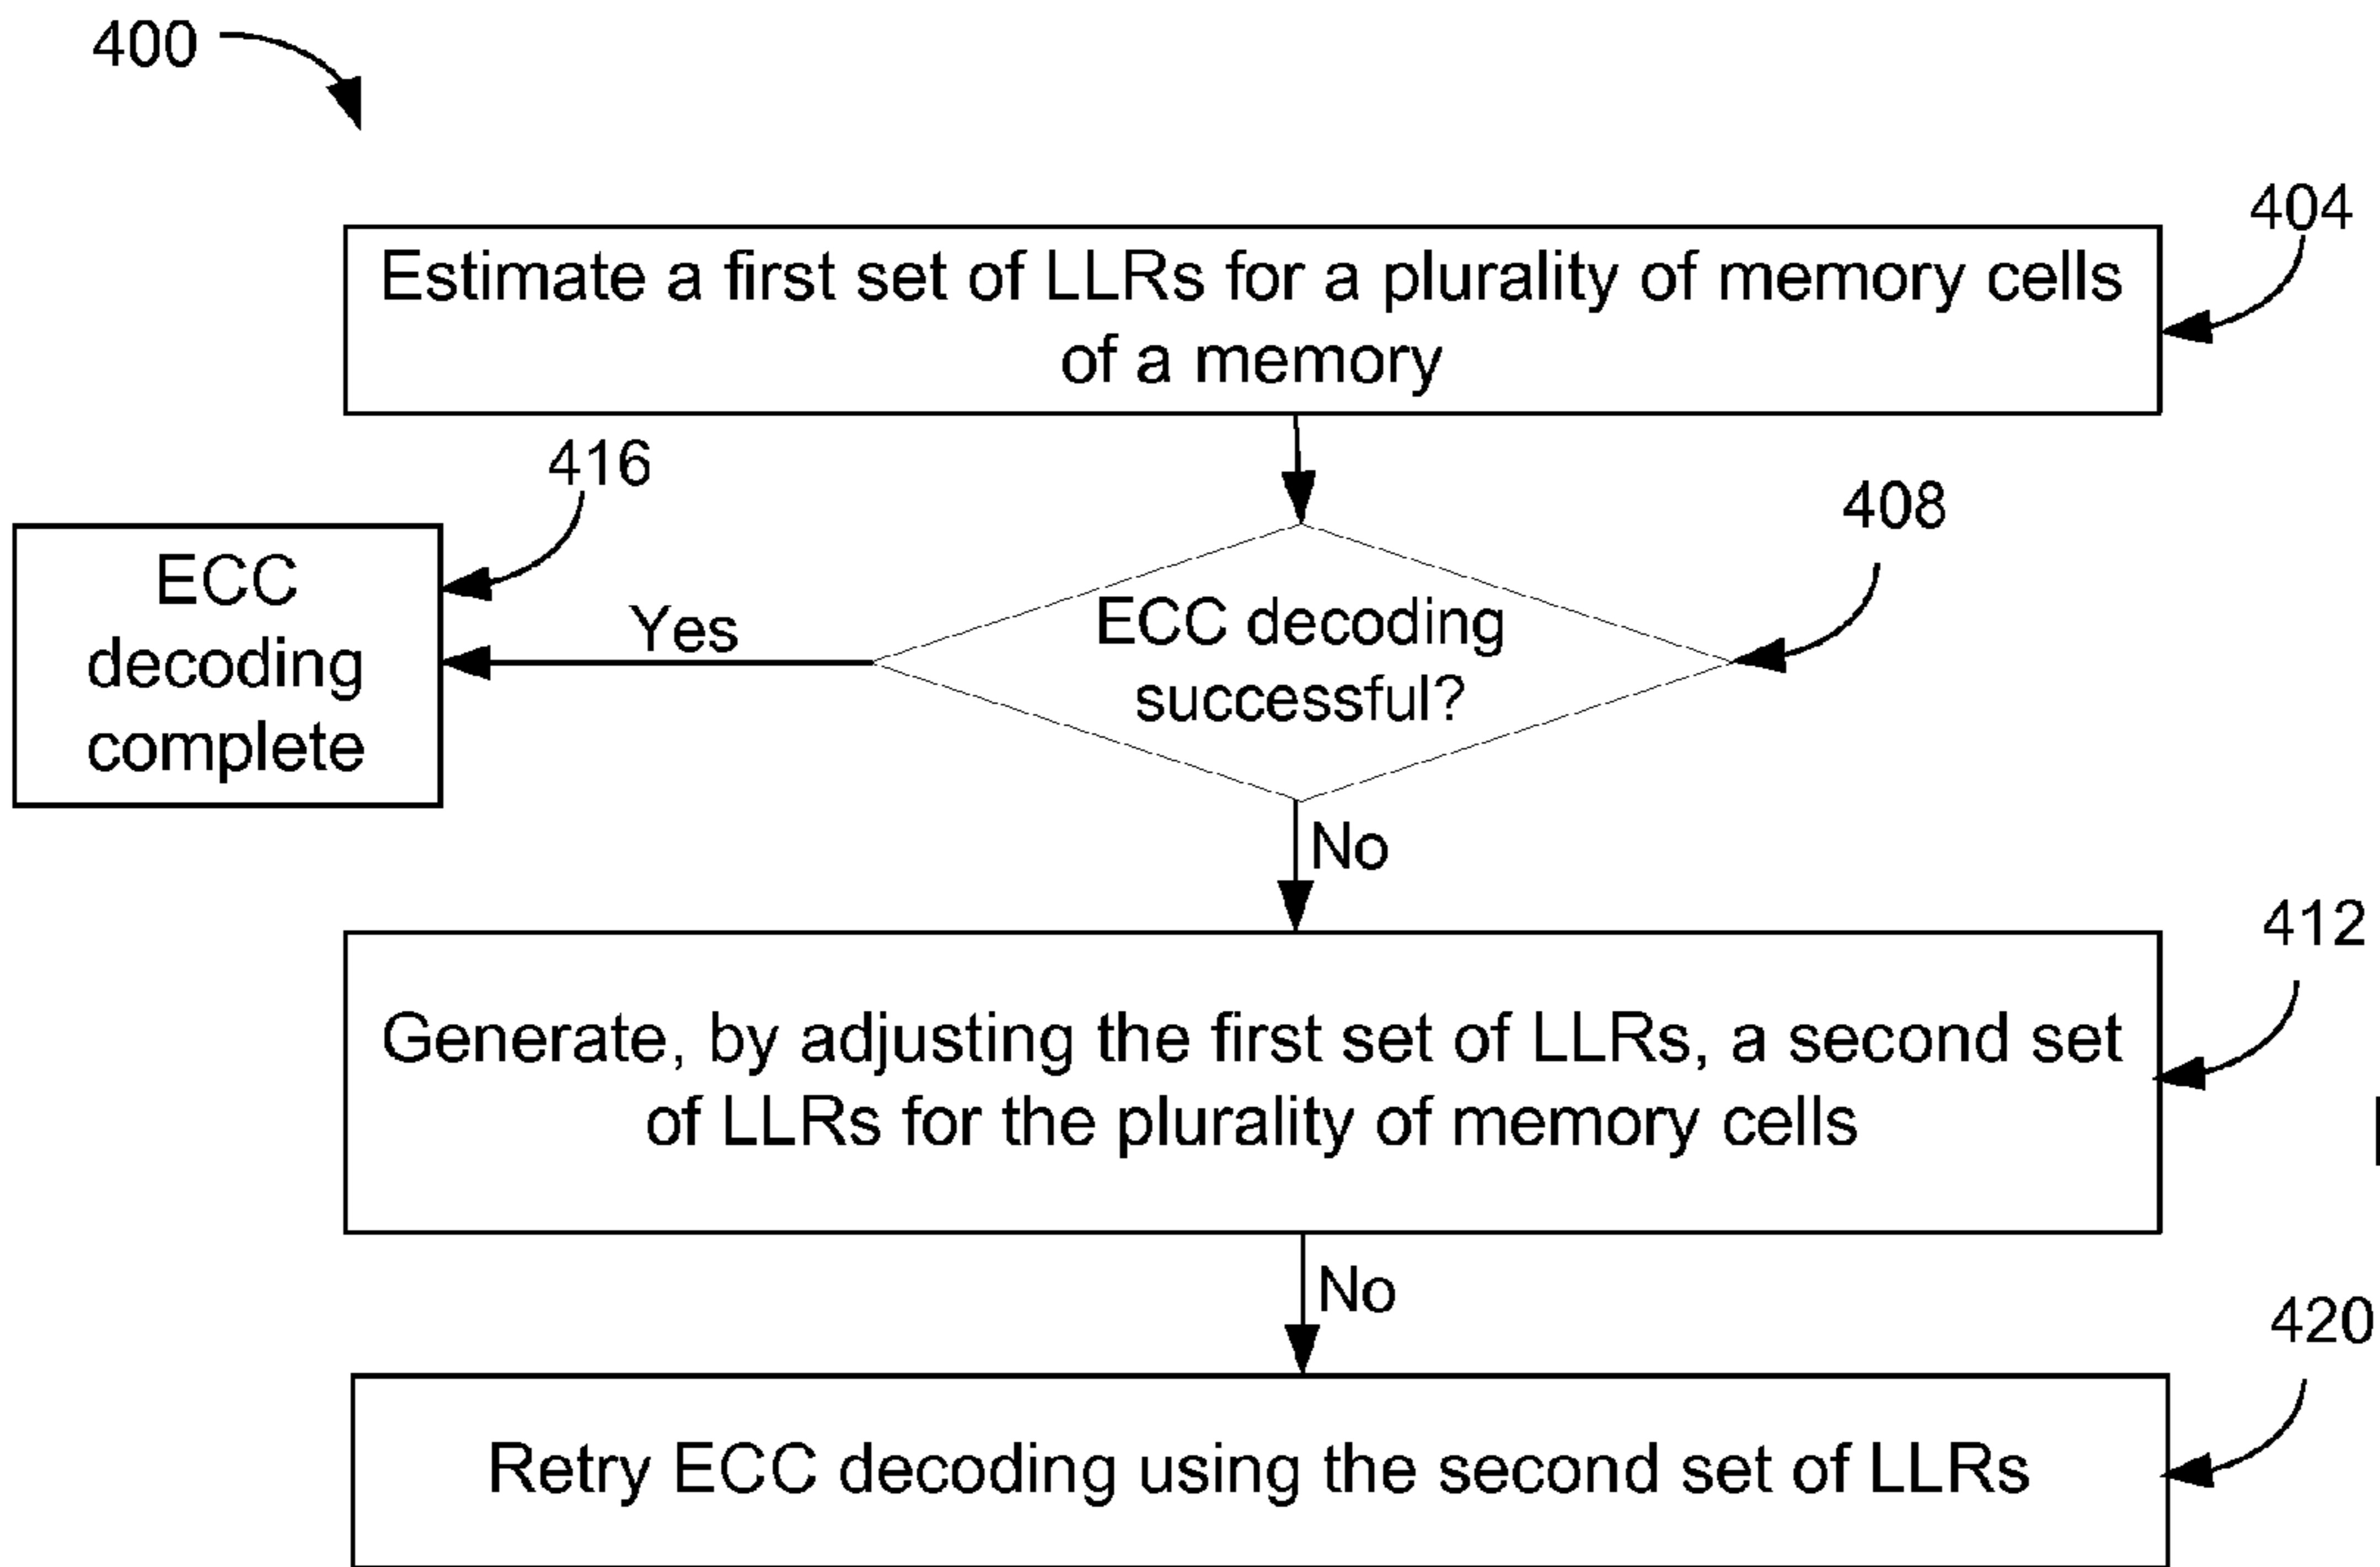 400
404
Estimate a first set of LLRs for a plurality of memory cells
of a memory
416
408
ECC
decoding
complete
Yes
ECC decoding
successful?
No
412
Generate, by adjusting the first set of LLRs, a second set
of LLRs for the plurality of memory cells
No
420
Retry ECC decoding using the second set of LLRs